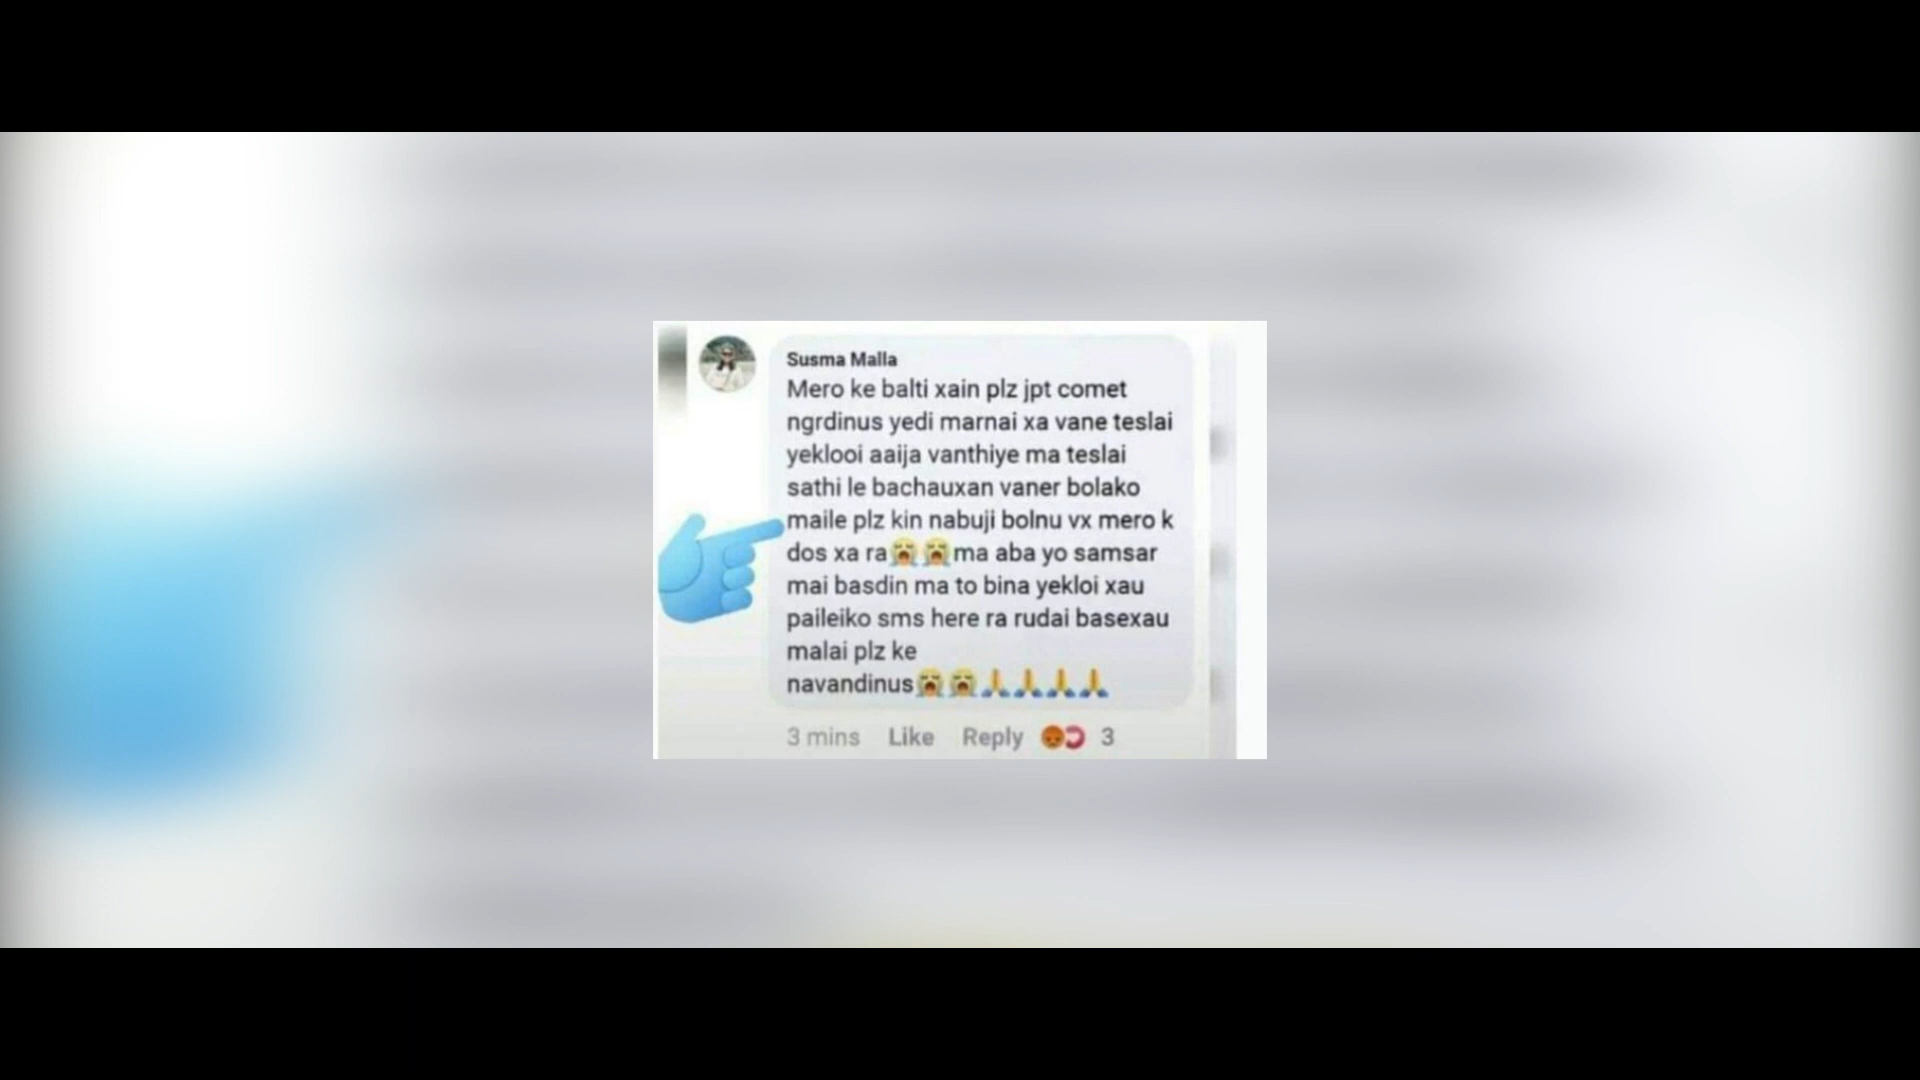 Susma Malla
Mero ke balti xain plz jpt comet
ngrdinus yedi marnai xa vane teslai
yeklooi aaija vanthiye ma teslai
sathi le bachauxan vaner bolako
maile plz kin nabuji bolnu vx mero k
dos xa ra😭😭ma aba yo samsar
mai basdin ma to bina yekloi xau
paileiko sms here ra rudai basexau
malai plz ke
navandinus😭😭🙏🙏🙏🙏
3 mins Like Reply 3